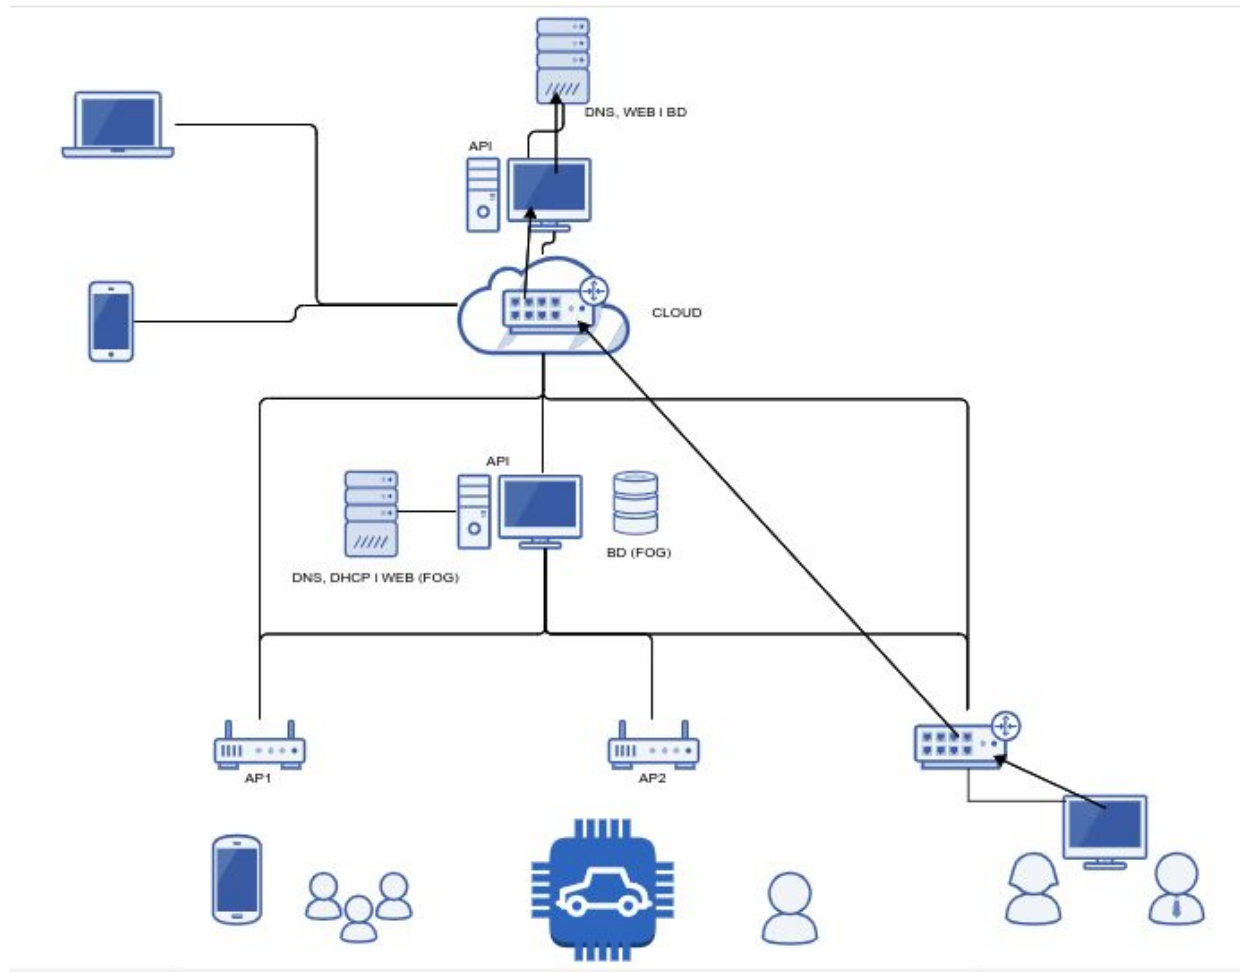 DNS, WEB I BD
API
CLOUD
API
BD (FOG)
DNS, DHCP I WEB (FOG)
AP1
AP2